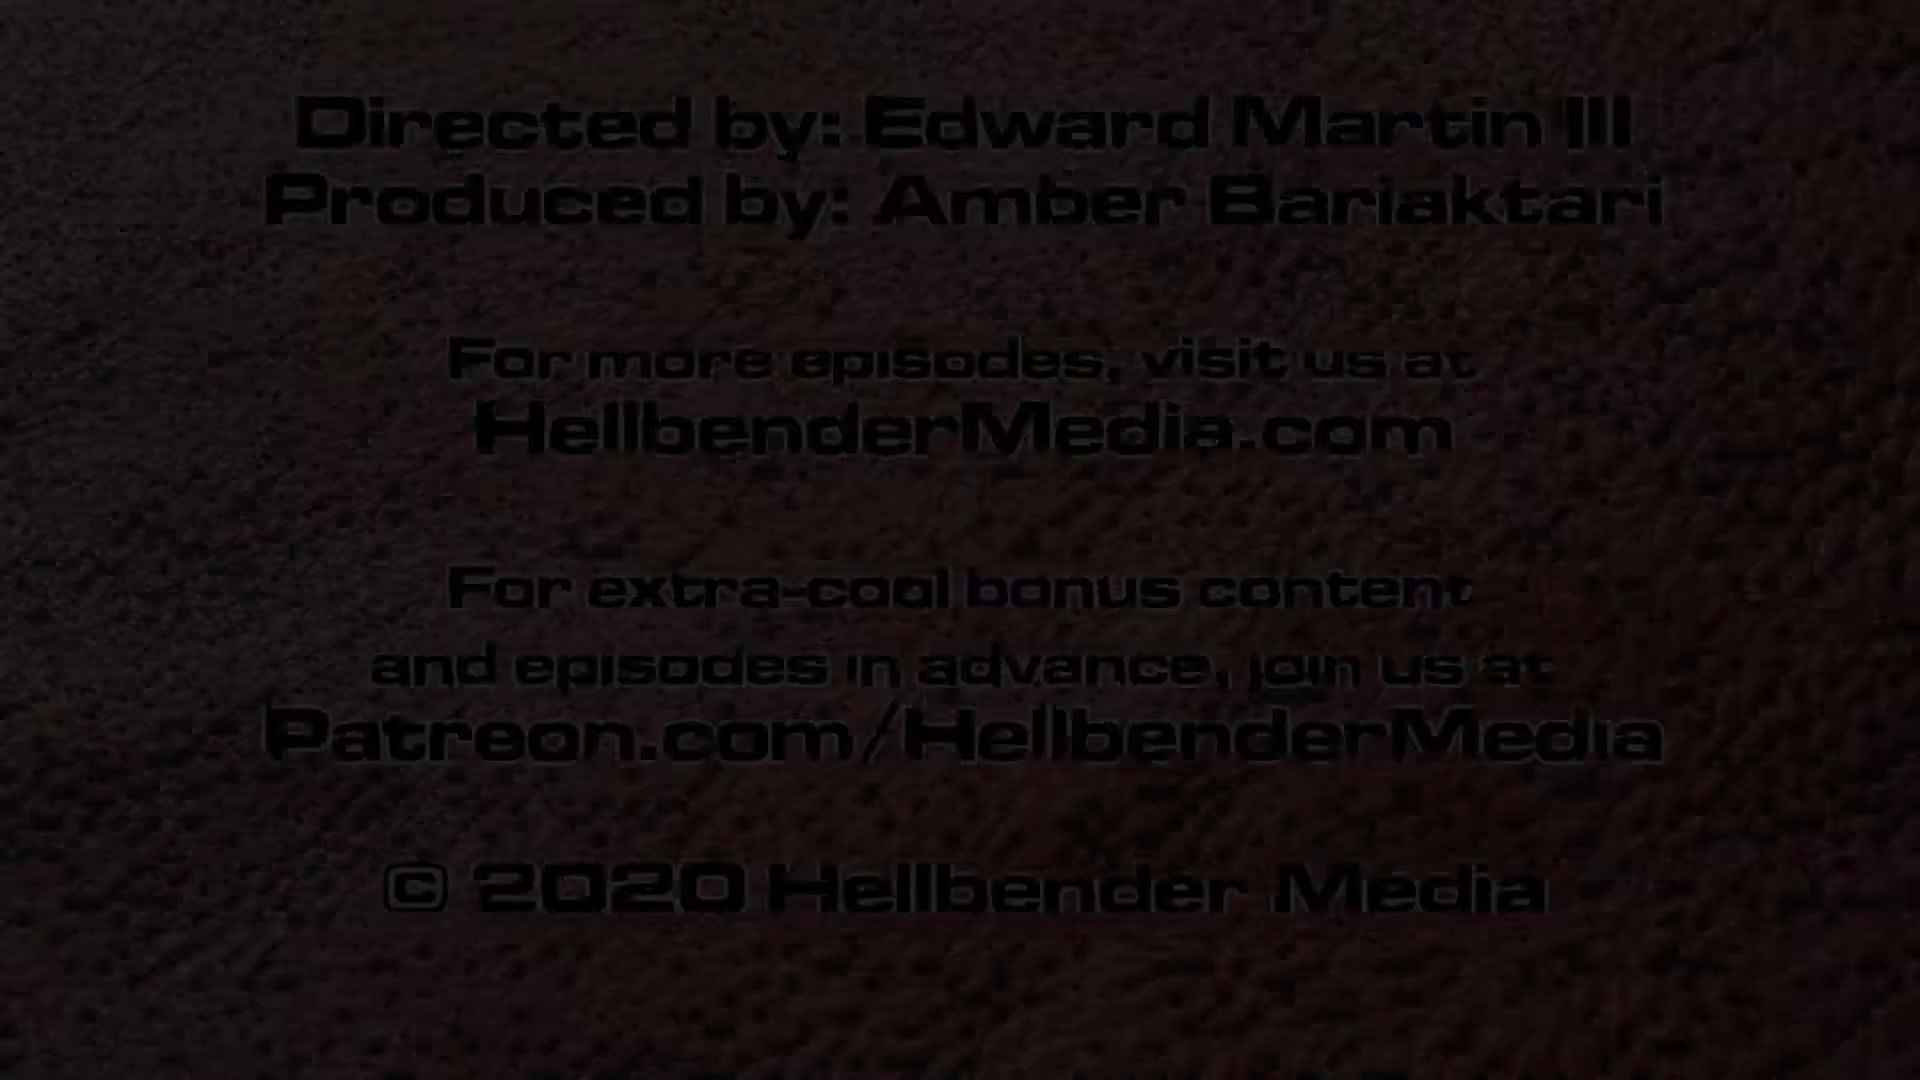 Directed by: Edward Martin III
Produced by: Amber Bariaktari
For more episodes, visit us at
HellbenderMedia.com
For extra-cool bonus content
and episodes in advance, join us at
Patreon.com/HellbenderMedia
© 2020 Hellbender Media